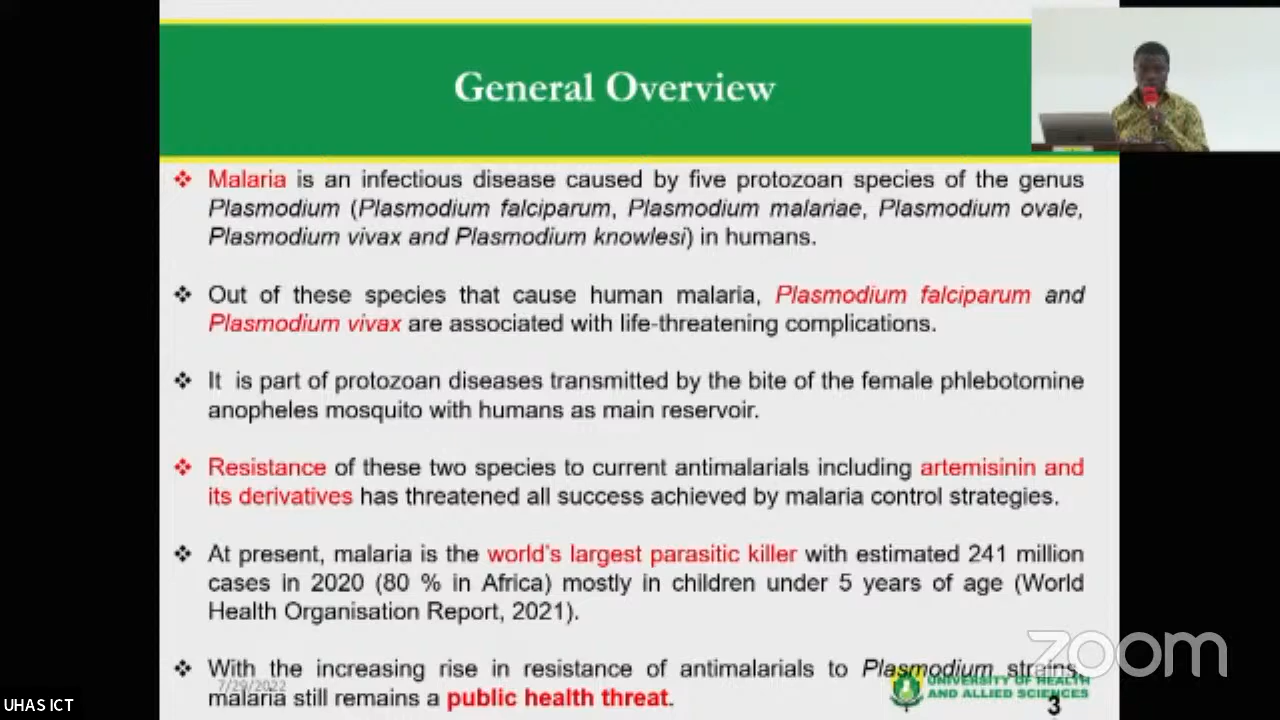 General Overview
❖ Malaria is an infectious disease caused by five protozoan species of the genus
Plasmodium (Plasmodium falciparum, Plasmodium malariae, Plasmodium ovale,
Plasmodium vivax and Plasmodium knowlesi) in humans.
❖ Out of these species that cause human malaria, Plasmodium falciparum and
Plasmodium vivax are associated with life-threatening complications.
❖ It is part of protozoan diseases transmitted by the bite of the female phlebotomine
anopheles mosquito with humans as main reservoir.
❖ Resistance of these two species to current antimalarials including artemisinin and
its derivatives has threatened all success achieved by malaria control strategies.
❖ At present, malaria is the world's largest parasitic killer with estimated 241 million
cases in 2020 (80 % in Africa) mostly in children under 5 years of age (World
Health Organisation Report, 2021).
❖ With the increasing rise in resistance of antimalarials to Plasmodium strains,
malaria still remains a public health threat.
7/29/2022
UNIVERSITY OF HEALTH
AND ALLIED SCIENCES
3
zoom
UHAS ICT